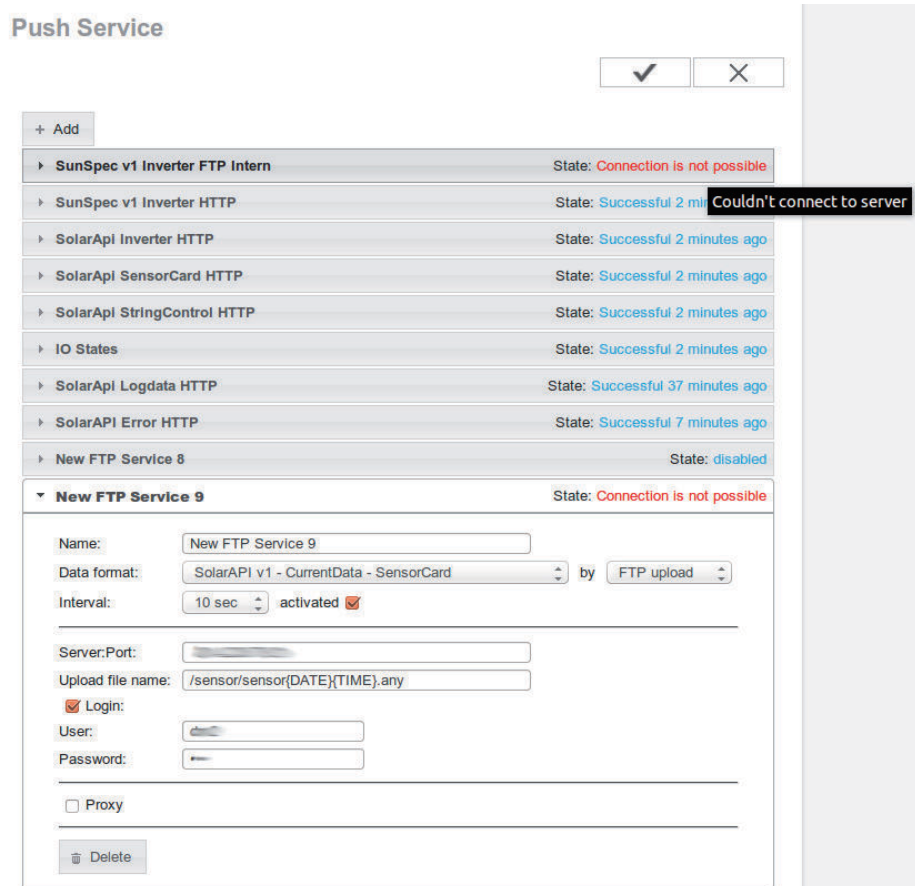 Push Service
+ Add
SunSpec v1 Inverter FTP Intern State: Connection is not possible
SunSpec v1 Inverter HTTP State: Successful 2 Couldn't connect to server
SolarApi Inverter HTTP State: Successful 2 minutes ago
SolarApi SensorCard HTTP State: Successful 2 minutes ago
SolarApi StringControl HTTP State: Successful 2 minutes ago
IO States State: Successful 2 minutes ago
SolarApi Logdata HTTP State: Successful 37 minutes ago
SolarAPI Error HTTP State: Successful 7 minutes ago
New FTP Service 8 State: disabled
New FTP Service 9 State: Connection is not possible
Name: New FTP Service 9
Data format: SolarAPI v1 - CurrentData - SensorCard by FTP upload
Interval: 10 sec activated
Server:Port:
Upload file name: /sensor/sensor{DATE}{TIME}.any
Login:
User:
Password:
Proxy
Delete